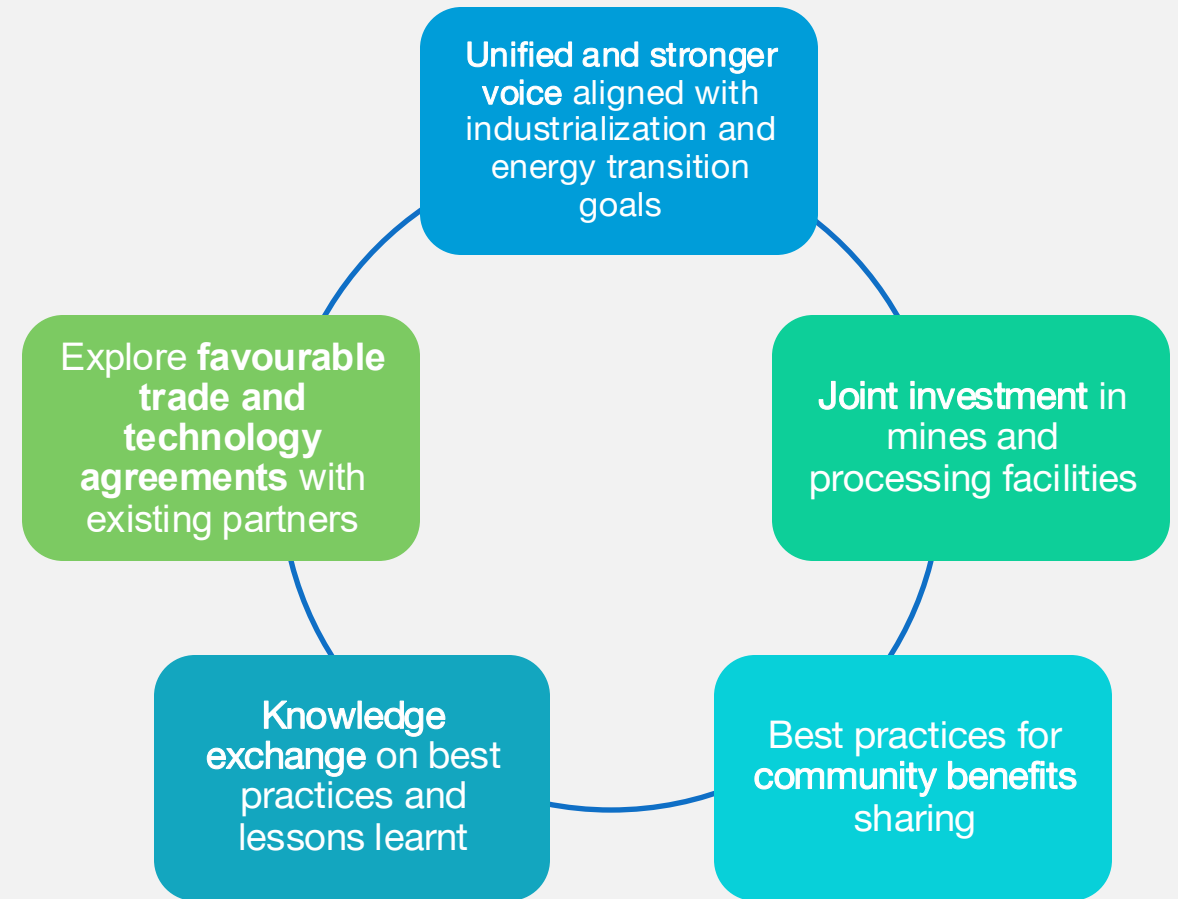 Unified and stronger
voice aligned with
industrialization and
energy transition
goals
Joint investment in
mines and
processing facilities
Best practices for
community benefits
sharing
Knowledge
exchange on best
practices and
lessons learnt
Explore favourable
trade and
technology
agreements with
existing partners